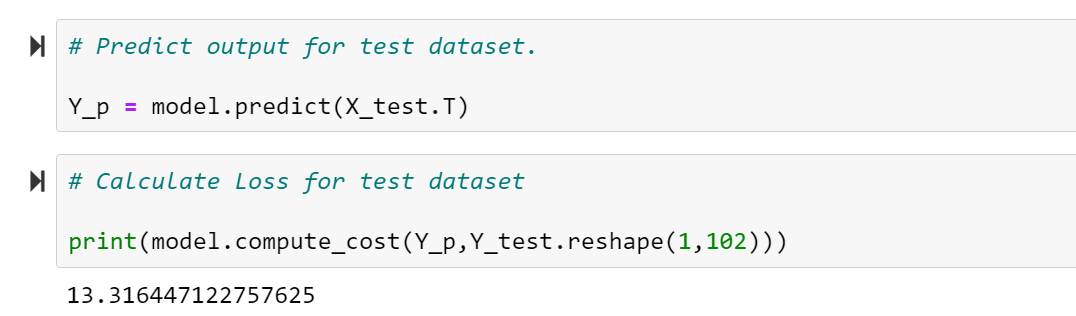 # Predict output for test dataset.
Y_p = model.predict(X_test.T)
# Calculate Loss for test dataset
print(model.compute_cost(Y_p,Y_test.reshape(1,102)))
13.316447122757625